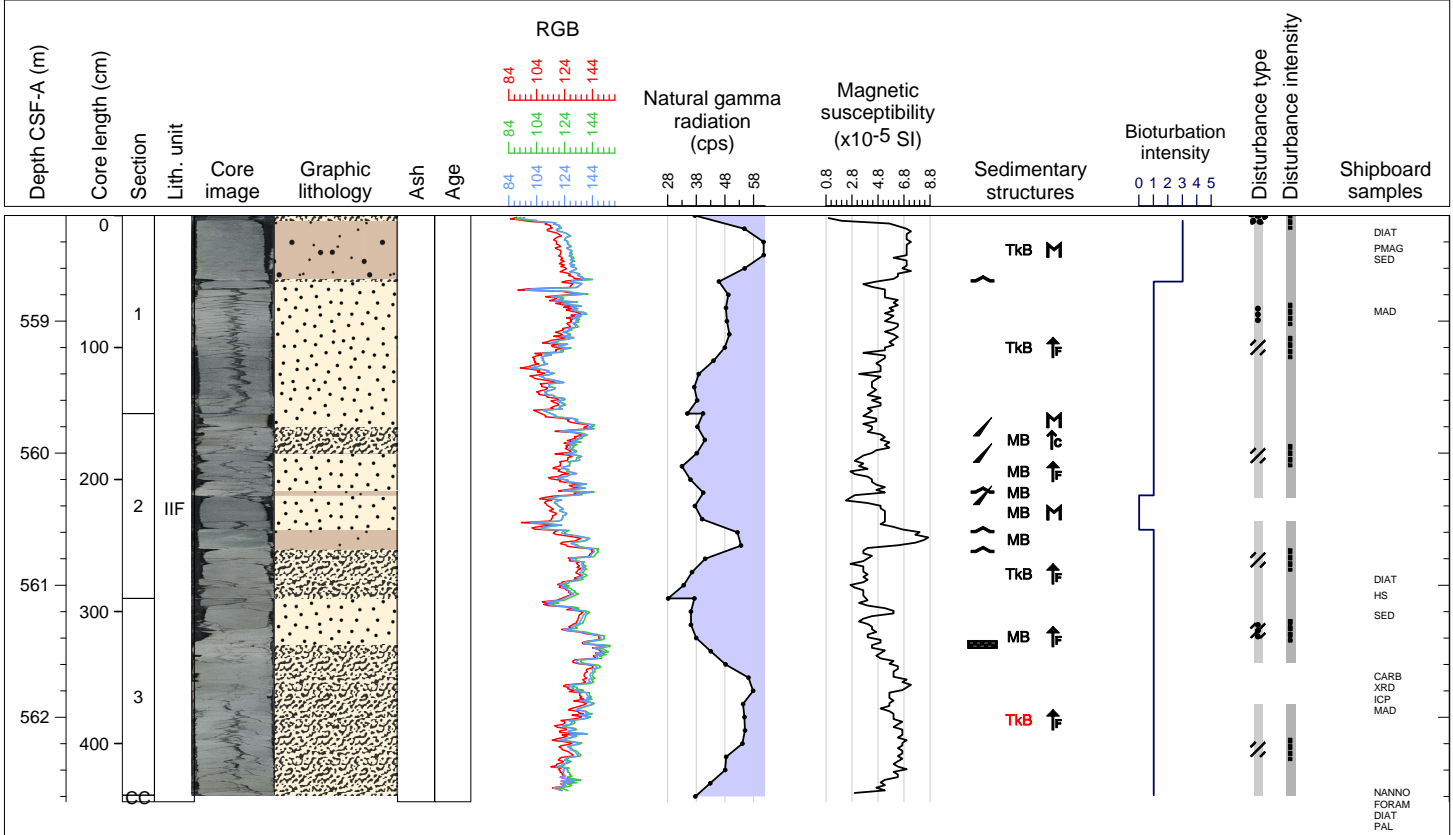 Depth CSF-A (m)
Core length (cm)
Section
Lith. unit
Core
image
Graphic
lithology
Ash
Age
RGB
84 104 124 144
84 104 124 144
84 104 124 144
Natural gamma
radiation
(cps)
28 38 48 58
Magnetic
susceptibility
(x10-5 SI)
0.8 2.8 4.8 6.8 8.8
Sedimentary
structures
Bioturbation
intensity
0 1 2 3 4 5
Disturbance type
Disturbance intensity
Shipboard
samples
559
560
561
562
0
100
200
300
400
1
2
3
CC
IIF
TkB
TkB F
MB C
MB F
MB
MB
MB
TkB F
MB F
TkB F
DIAT
PMAG
SED
MAD
DIAT
HS
SED
CARB
XRD
ICP
MAD
NANNO
FORAM
DIAT
PAL